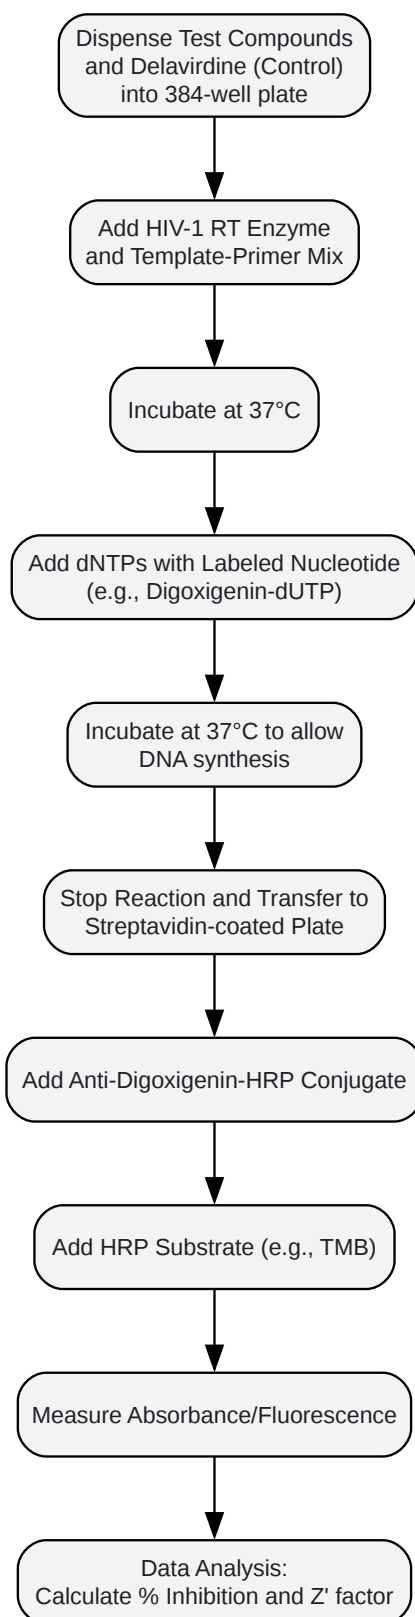 Dispense Test Compounds
and Delavirdine (Control)
into 384-well plate
Add HIV-1 RT Enzyme
and Template-Primer Mix
Incubate at 37°C
Add dNTPs with Labeled Nucleotide
(e.g., Digoxigenin-dUTP)
Incubate at 37°C to allow
DNA synthesis
Stop Reaction and Transfer to
Streptavidin-coated Plate
Add Anti-Digoxigenin-HRP Conjugate
Add HRP Substrate (e.g., TMB)
Measure Absorbance/Fluorescence
Data Analysis:
Calculate % Inhibition and Z' factor